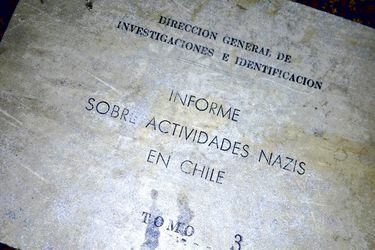 DIRECCION GENERAL DE
INVESTIGACIONES E IDENTIFICACION
INFORME
SOBRE ACTIVIDADES NAZIS
EN CHILE
TOMO 3